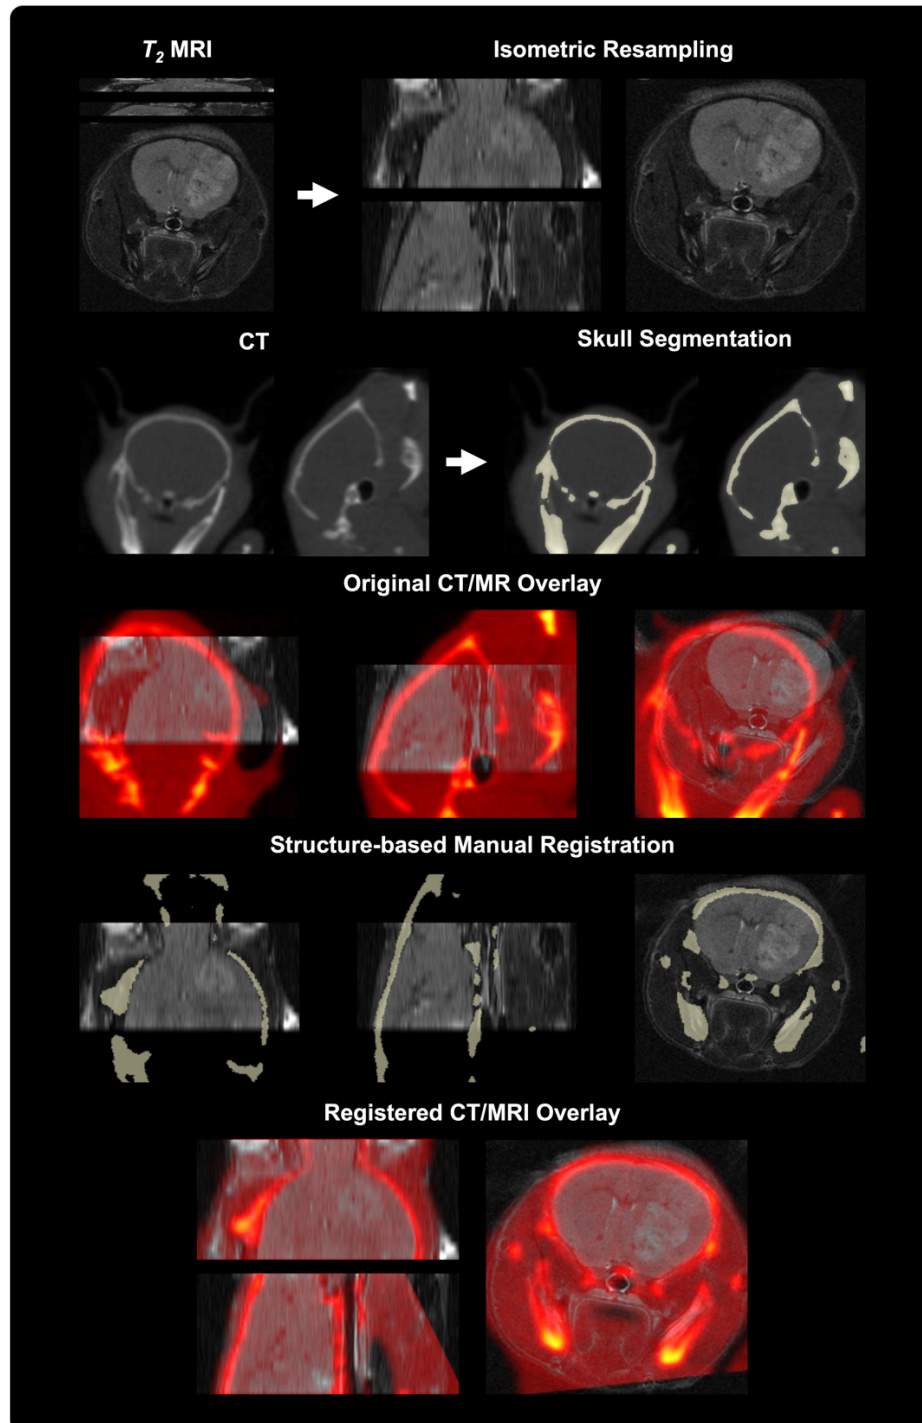 T₂ MRI
Isometric Resampling
CT
Skull Segmentation
Original CT/MR Overlay
Structure-based Manual Registration
Registered CT/MRI Overlay